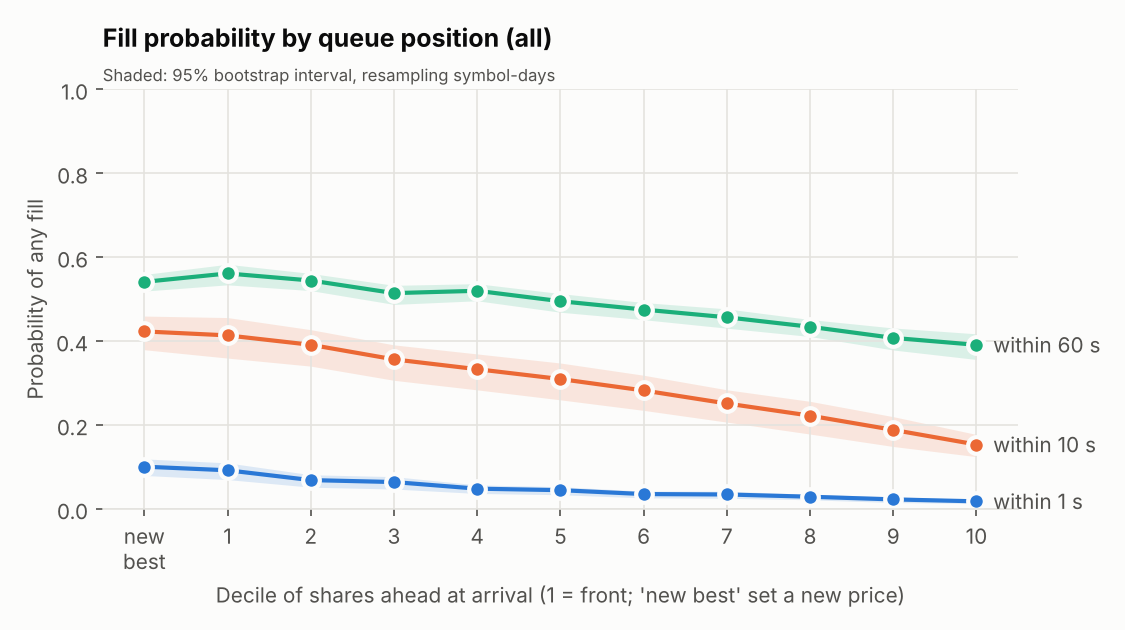 Fill probability by queue position (all)
Shaded: 95% bootstrap interval, resampling symbol-days
Probability of any fill
1.0
0.8
0.6
0.4
0.2
0.0
within 60 s
within 10 s
within 1 s
new best
1
2
3
4
5
6
7
8
9
10
Decile of shares ahead at arrival (1 = front; 'new best' set a new price)